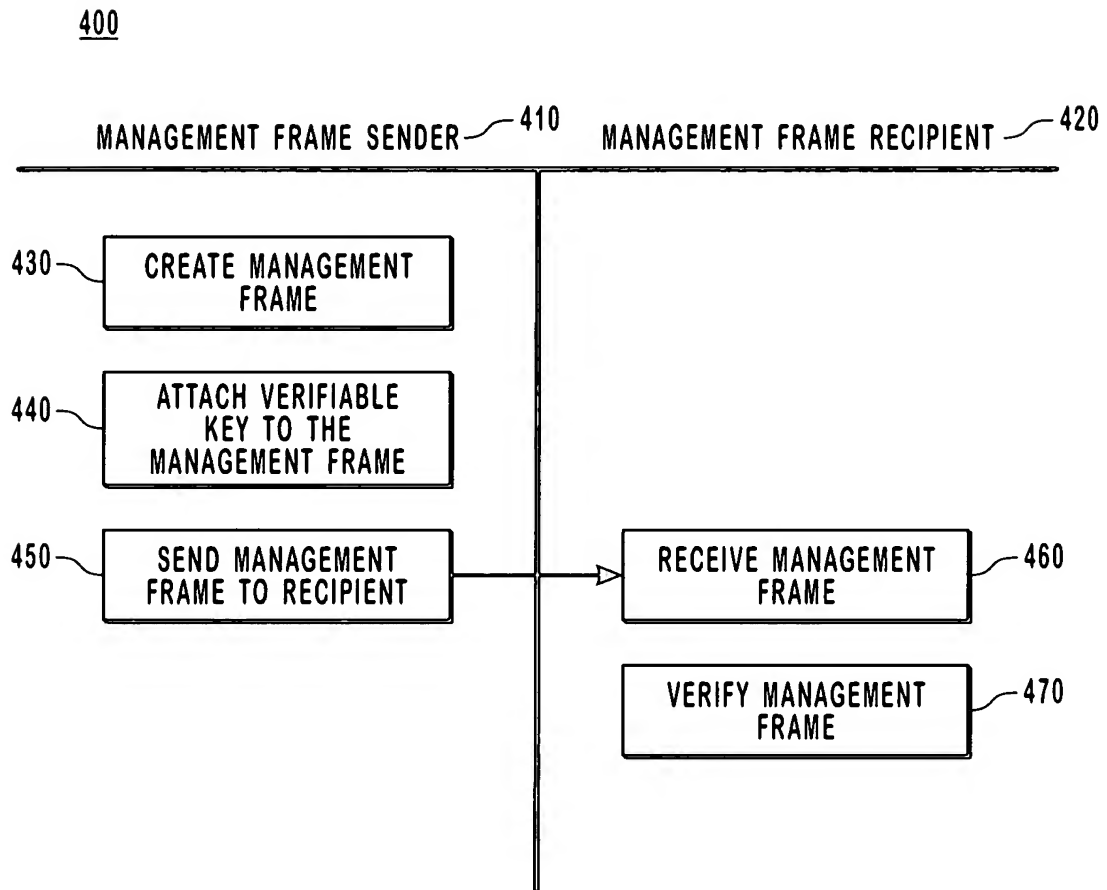 400
MANAGEMENT FRAME SENDER 410
MANAGEMENT FRAME RECIPIENT 420
430
CREATE MANAGEMENT
FRAME
440
ATTACH VERIFIABLE
KEY TO THE
MANAGEMENT FRAME
450
SEND MANAGEMENT
FRAME TO RECIPIENT
RECEIVE MANAGEMENT
FRAME
460
VERIFY MANAGEMENT
FRAME
470